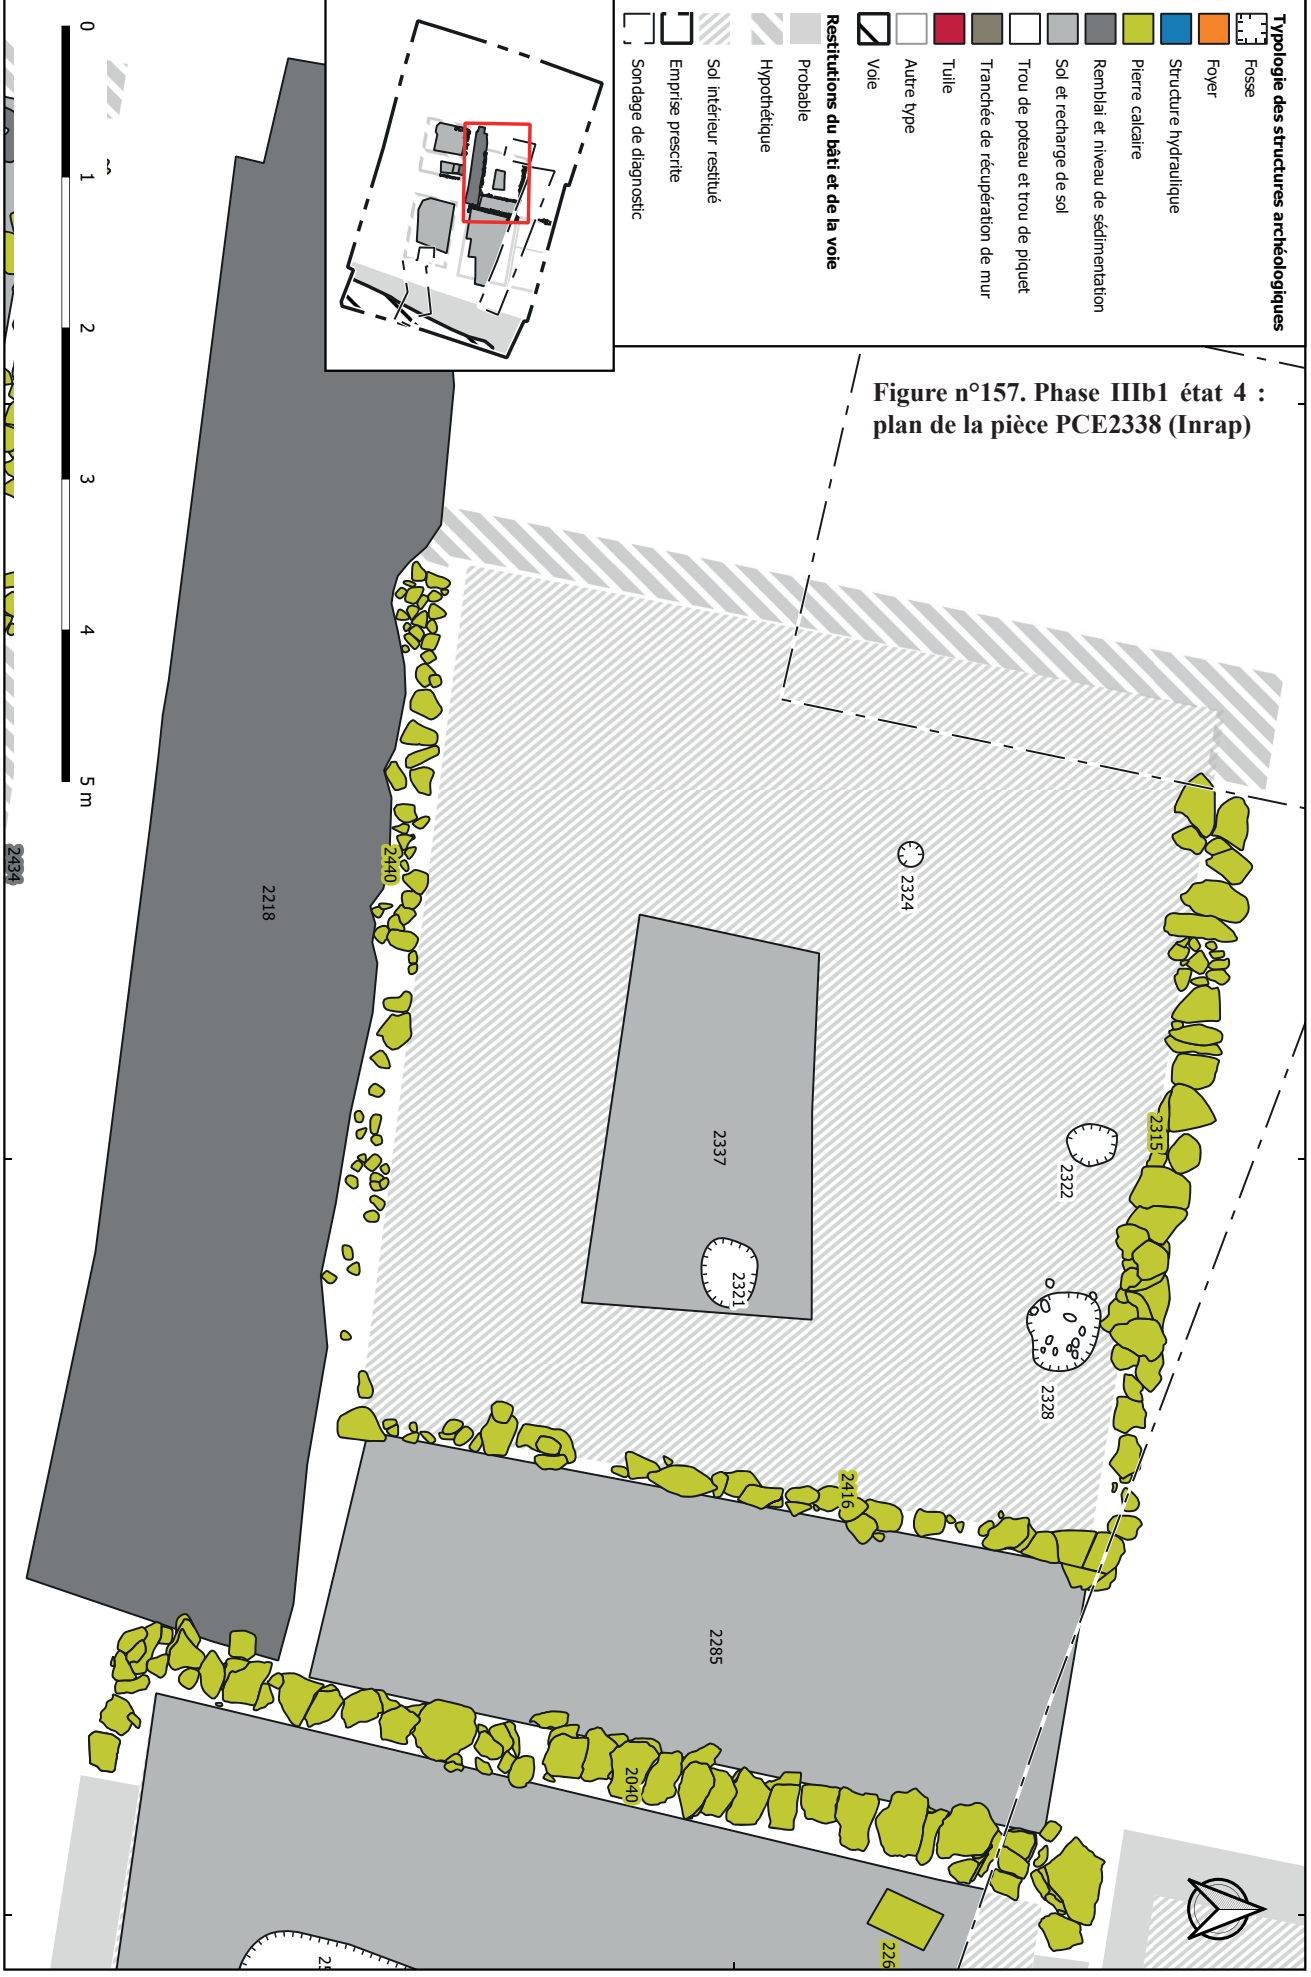 Typologie des structures archéologiques
Fosse
Foyer
Structure hydraulique
Pierre calcaire
Remblai et niveau de sédimentation
Sol et recharge de sol
Trou de poteau et trou de piquet
Tranchée de récupération de mur
Tuile
Autre type
Voie
Restitutions du bâti et de la voie
Probable
Hypothétique
Sol intérieur restitué
Emprise prescrite
Sondage de diagnostic
Figure n°157. Phase IIIb1 état 4 :
plan de la pièce PCE2338 (Inrap)
0 1 2 3 4 5 m
2315
2322
2328
2324
2416
2321
2337
2285
2040
226
2440
2218
2434